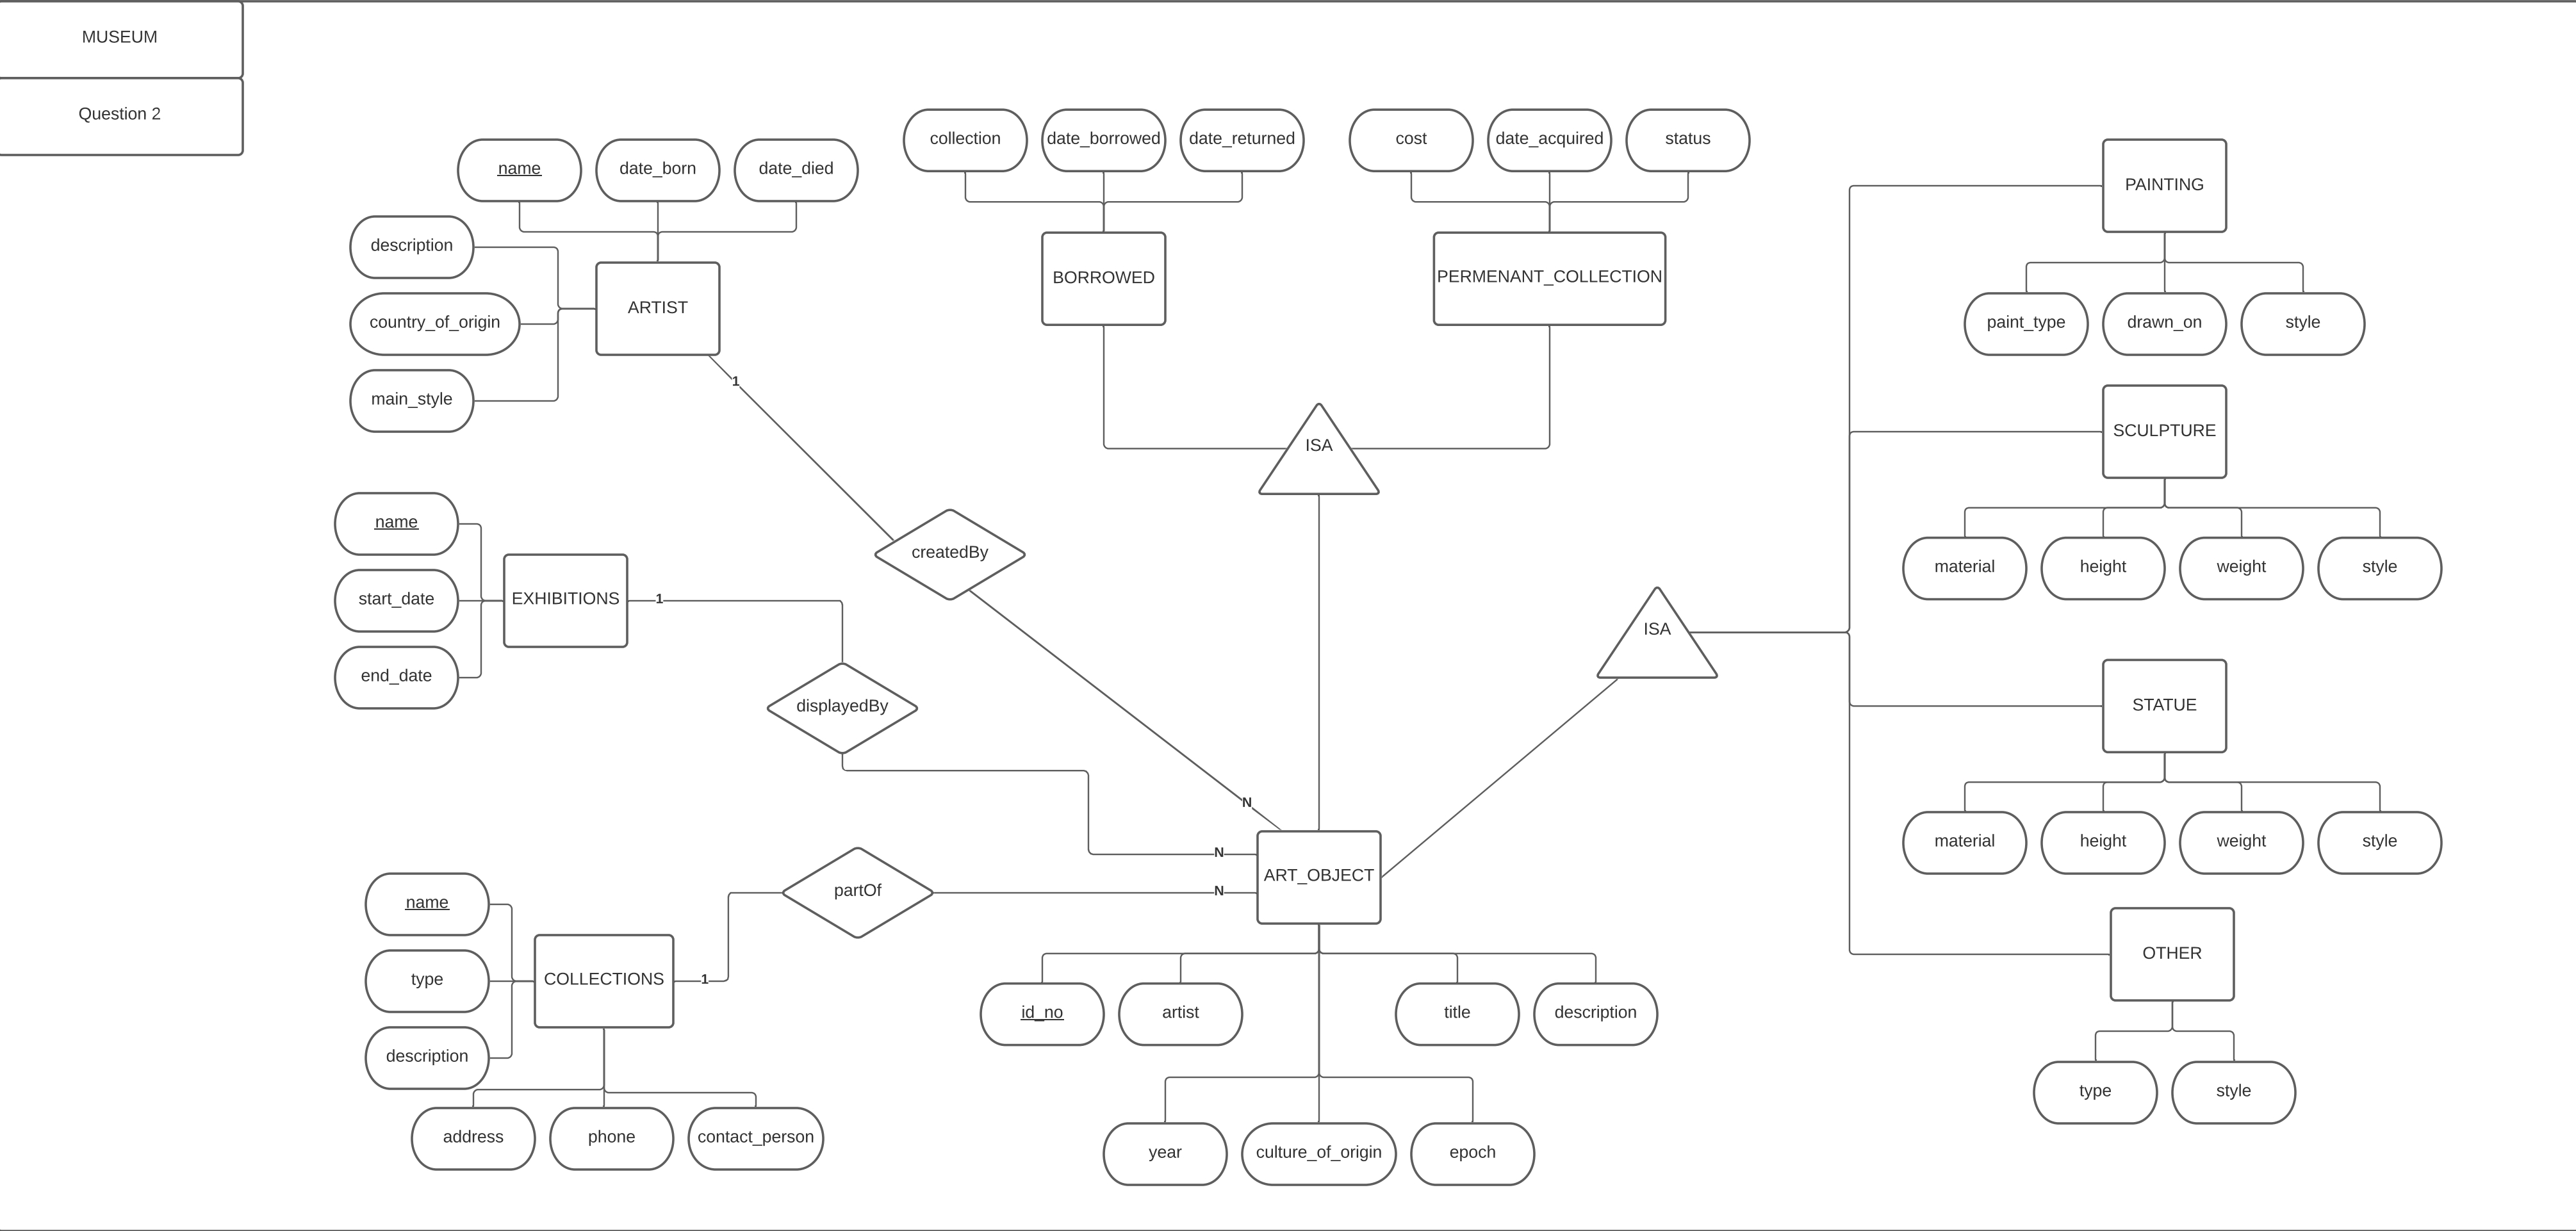 MUSEUM
Question 2
collection
date_borrowed
date_returned
cost
date_acquired
status
name
date_born
date_died
PAINTING
description
BORROWED
PERMENANT_COLLECTION
ARTIST
country_of_origin
paint_type
drawn_on
style
main_style
1
SCULPTURE
ISA
name
createdBy
material
height
weight
style
EXHIBITIONS
1
start_date
ISA
end_date
displayedBy
STATUE
N
material
height
weight
style
N
ART_OBJECT
partOf
N
name
OTHER
type
COLLECTIONS
1
id_no
artist
title
description
description
type
style
address
phone
contact_person
year
culture_of_origin
epoch